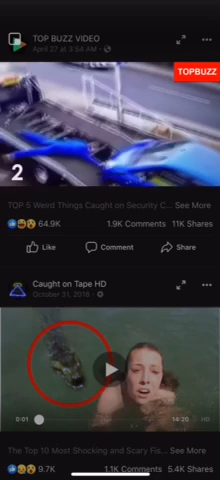 TOP BUZZ VIDEO
April 27 at 3:54 AM ·
TOPBUZZ
2
TOP 5 Weird Things Caught on Security C... See More
64.9K
1.9K Comments 11K Shares
Like Comment Share
Caught on Tape HD
October 31, 2018 ·
0:01 14:20 HD
The Top 10 Most Shocking and Scary Fis... See More
9.7K
1.1K Comments 5.4K Shares